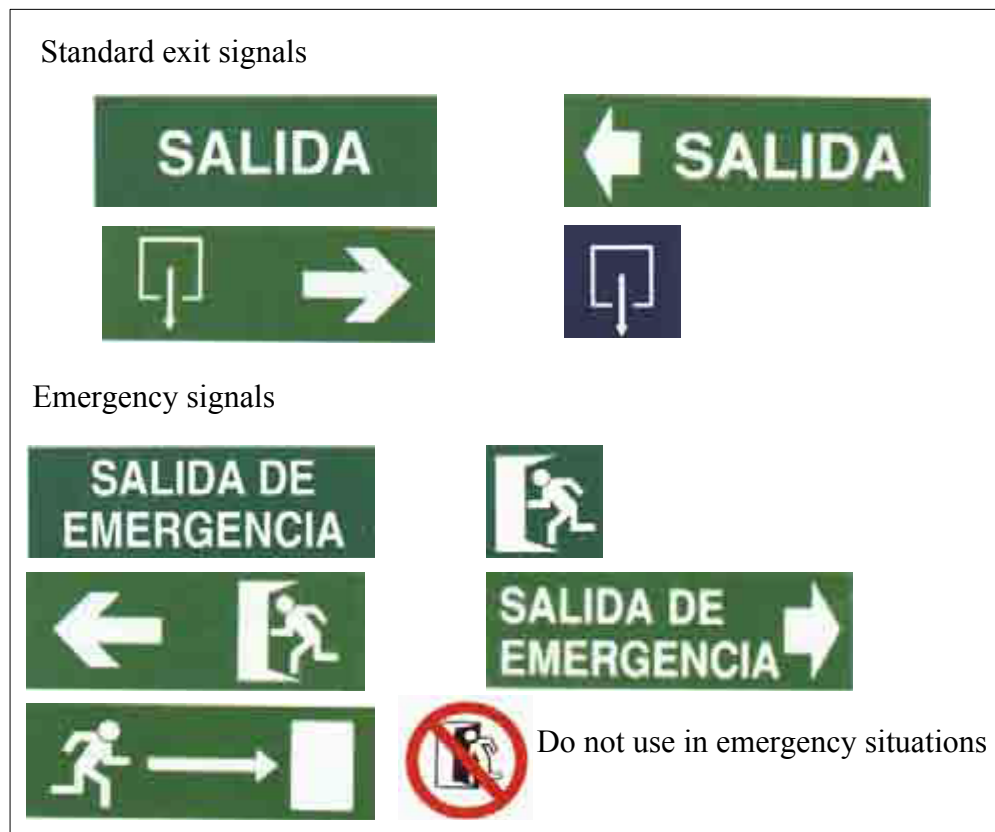 Standard exit signals
SALIDA
SALIDA
Emergency signals
SALIDA DE
EMERGENCIA
SALIDA DE
EMERGENCIA
Do not use in emergency situations